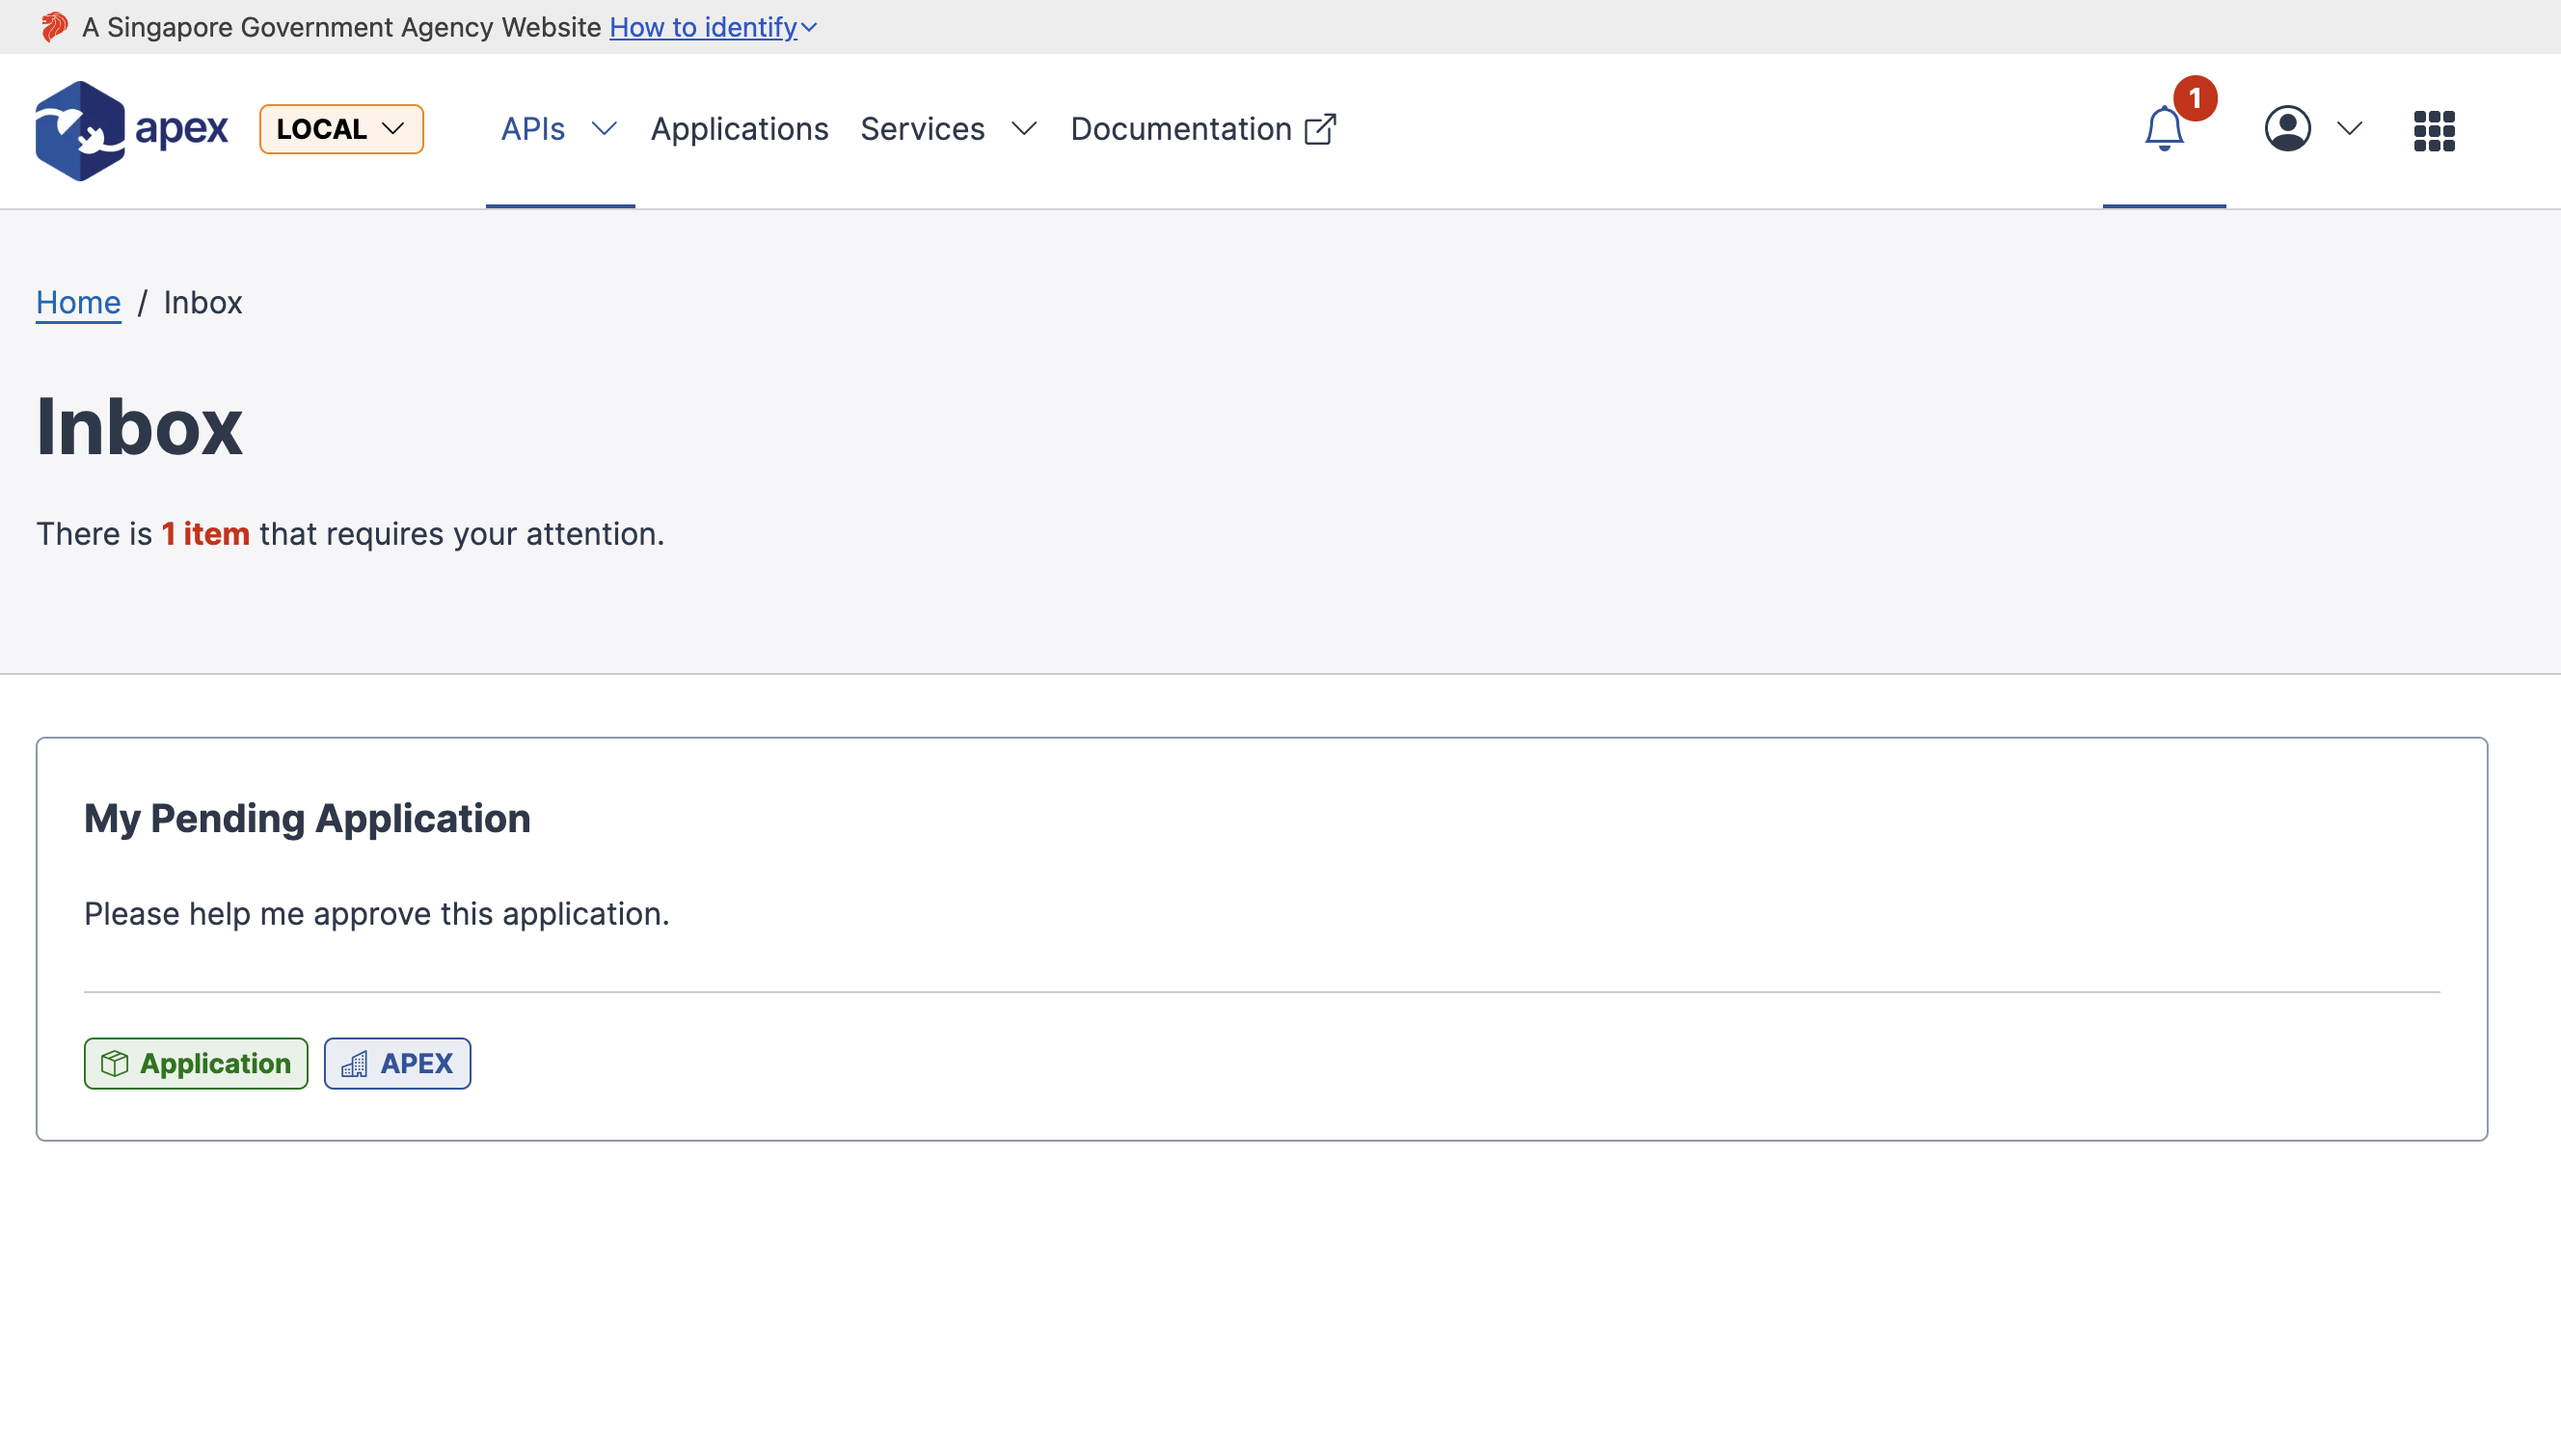 A Singapore Government Agency Website How to identify
apex LOCAL APIs Applications Services Documentation 1
Home / Inbox
Inbox
There is 1 item that requires your attention.
My Pending Application
Please help me approve this application.
Application APEX